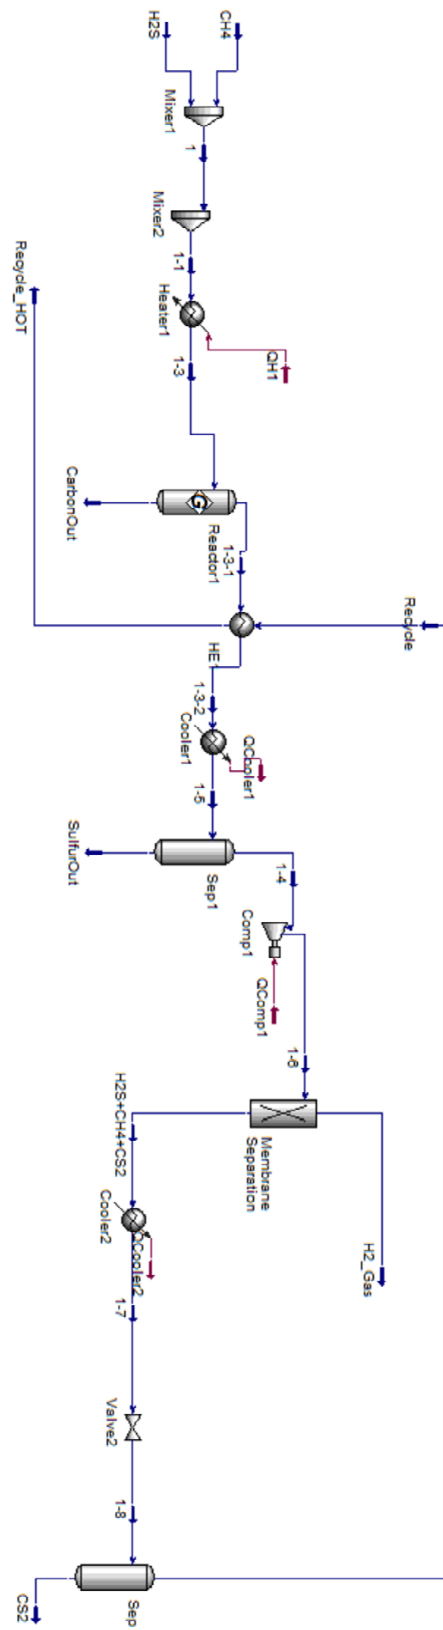 H2S
CH4
Mixer1
1
Mixer2
1-1
Heater1
QH1
1-3
Recycle_HOT
CarbonOut
G
Reactor1
1-3-1
Recycle
HE1
1-3-2
Cooler1
QCooler1
1-5
SulfurOut
Sep1
1-4
Comp1
QComp1
1-6
Membrane
Separation
H2_Gas
H2S+CH4+CS2
Cooler2
QCooler2
1-7
Valve2
1-8
Sep
CS2